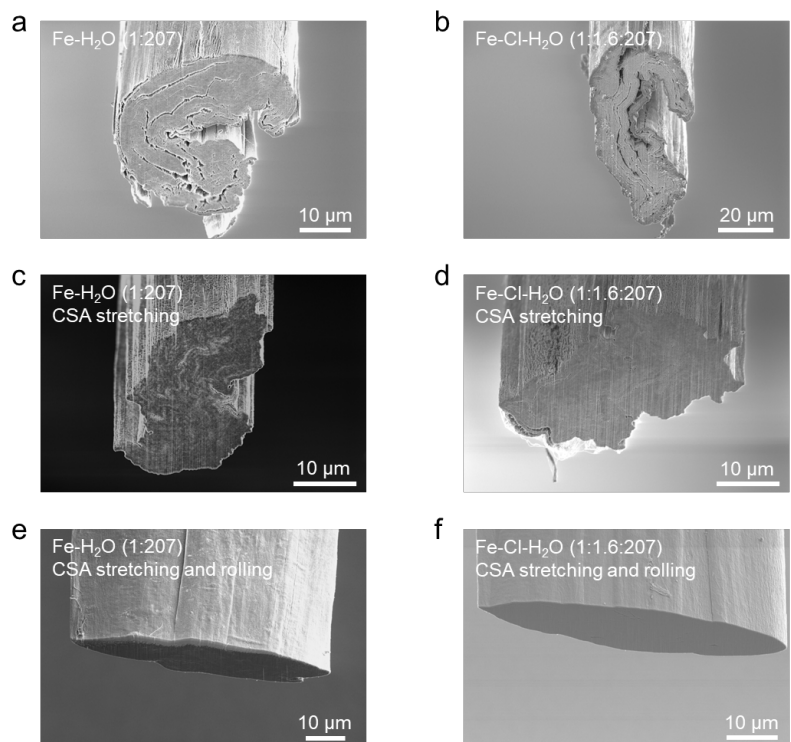 a
Fe-H₂O (1:207)
10 µm
b
Fe-Cl-H₂O (1:1.6:207)
20 µm
c
Fe-H₂O (1:207)
CSA stretching
10 µm
d
Fe-Cl-H₂O (1:1.6:207)
CSA stretching
10 µm
e
Fe-H₂O (1:207)
CSA stretching and rolling
10 µm
f
Fe-Cl-H₂O (1:1.6:207)
CSA stretching and rolling
10 µm